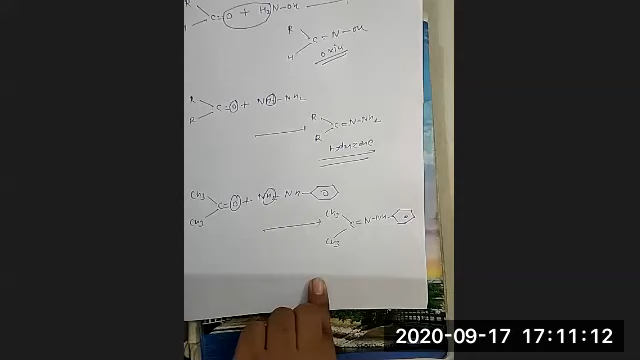 R
C=O + H₂N-OH
H
R
C=N-OH
H
oxim
R
C=O + NH₂-NH₂
R
R
C=N-NH₂
R
Hydrazone
CH₃
C=O + NH₂-NH-
CH₃
CH₃
C=N-NH-
CH₃
2020-09-17 17:11:12